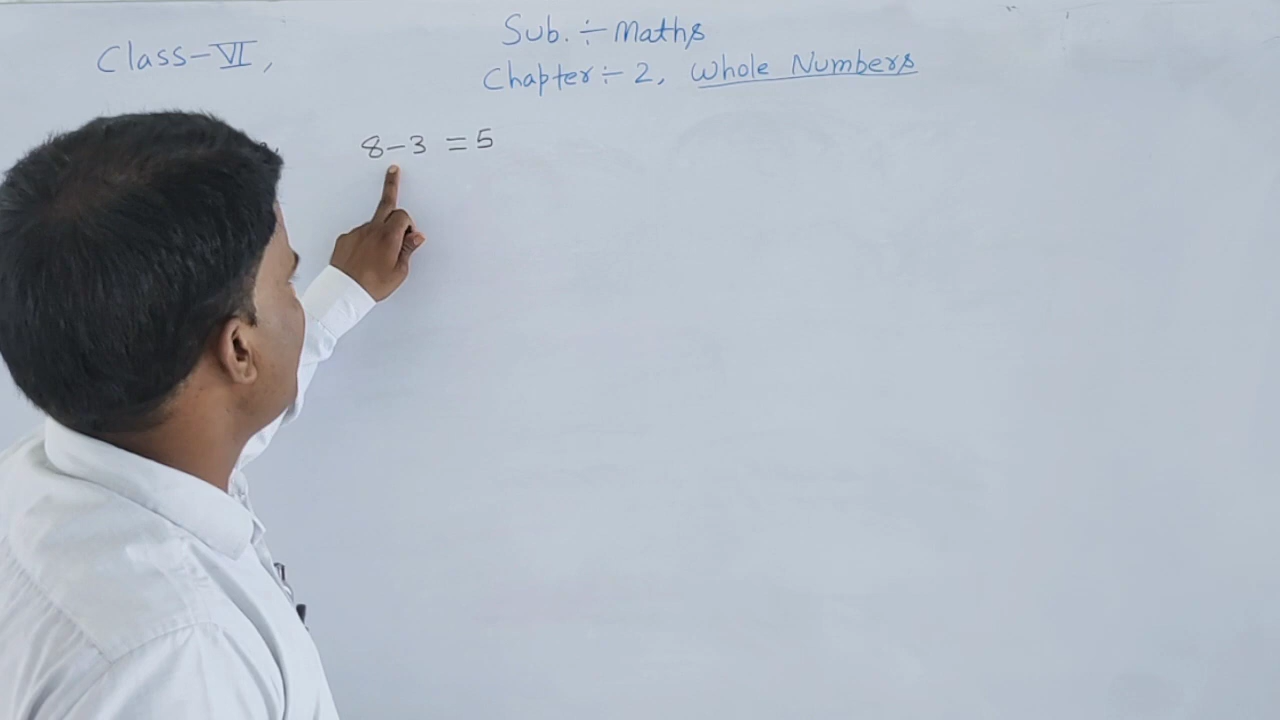 Sub. ÷ Maths
Class-VI,
Chapter ÷ 2, Whole Numbers
8-3 = 5